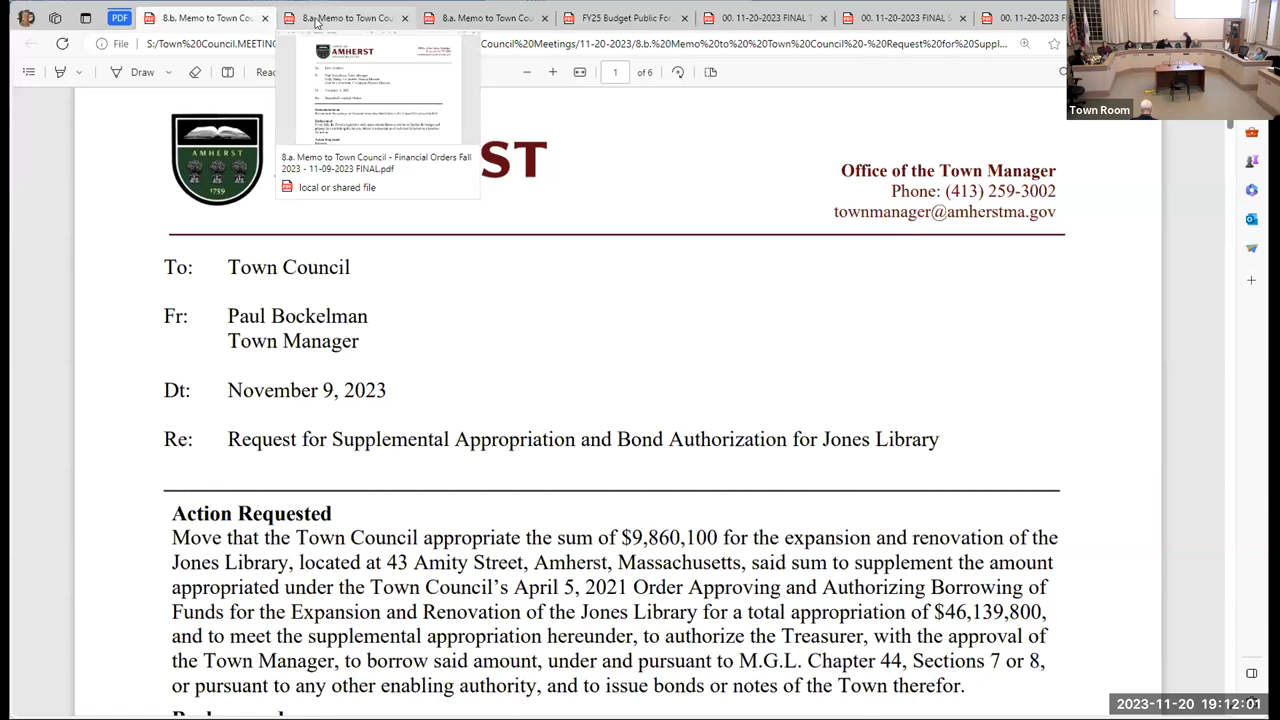 PDF
8.b. Memo to Town Cou
8.a. Memo to Town Cou
8.a. Memo to Town Cou
FY25 Budget Public For
00. 11-20-2023 FINAL
00. 11-20-2023 FINAL
00. 11-20-2023 F
File
S:/Town%20Council.MEETIN
Council%20Meetings/11-20-2023/8.b.%20Memo%20to%20
Council%20Request%20for%20Suppl...
Draw
Read
of 6
Town Room
AMHERST
8.a. Memo to Town Council - Financial Orders Fall
2023 - 11-09-2023 FINAL.pdf
local or shared file
AMHERST
1759
ST
Office of the Town Manager
Phone: (413) 259-3002
townmanager@amherstma.gov
To: Town Council
Fr: Paul Bockelman
Town Manager
Dt: November 9, 2023
Re: Request for Supplemental Appropriation and Bond Authorization for Jones Library
Action Requested
Move that the Town Council appropriate the sum of $9,860,100 for the expansion and renovation of the
Jones Library, located at 43 Amity Street, Amherst, Massachusetts, said sum to supplement the amount
appropriated under the Town Council's April 5, 2021 Order Approving and Authorizing Borrowing of
Funds for the Expansion and Renovation of the Jones Library for a total appropriation of $46,139,800,
and to meet the supplemental appropriation hereunder, to authorize the Treasurer, with the approval of
the Town Manager, to borrow said amount, under and pursuant to M.G.L. Chapter 44, Sections 7 or 8,
or pursuant to any other enabling authority, and to issue bonds or notes of the Town therefor.
2023-11-20 19:12:01